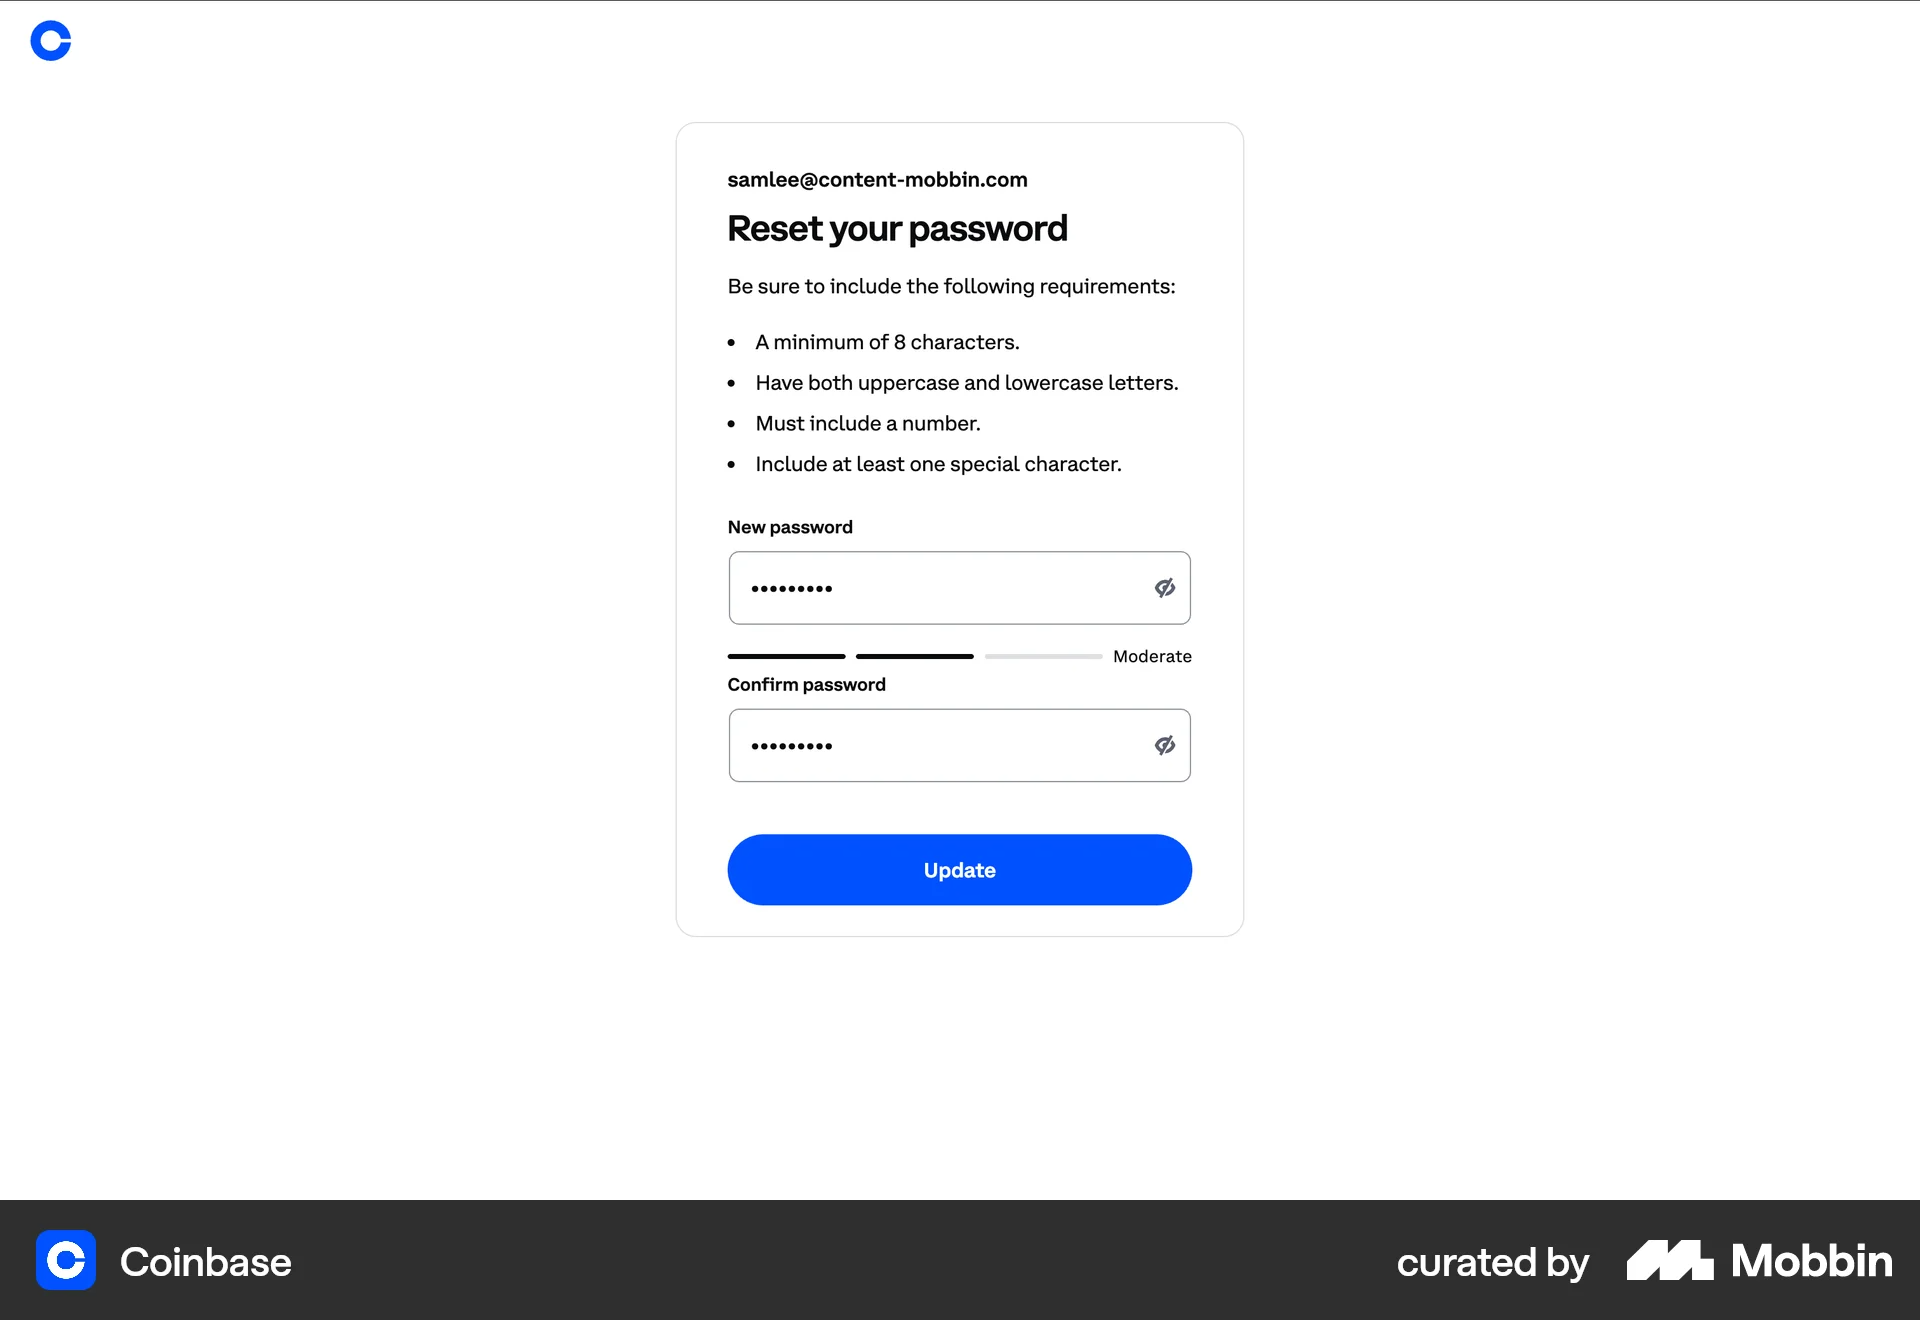 samlee@content-mobbin.com
Reset your password
Be sure to include the following requirements:
• A minimum of 8 characters.
• Have both uppercase and lowercase letters.
• Must include a number.
• Include at least one special character.
New password
•••••••••
Moderate
Confirm password
•••••••••
Update
Coinbase
curated by Mobbin